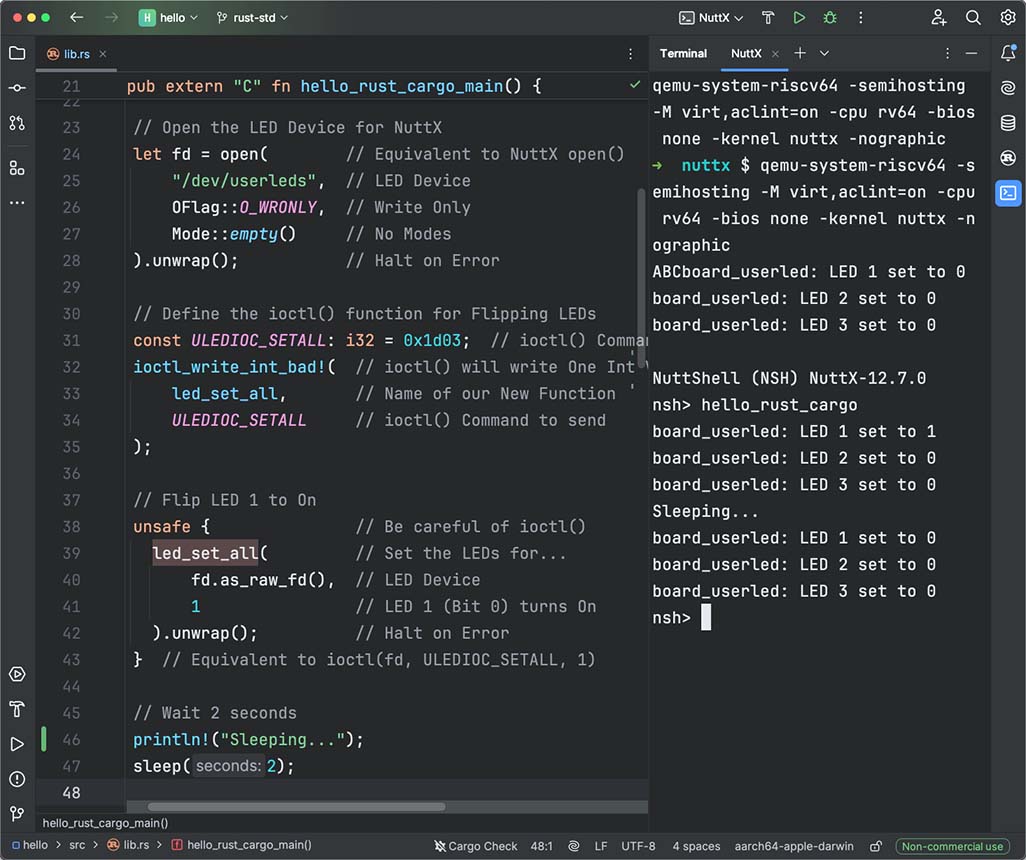 H hello rust-std NuttX
lib.rs
Terminal NuttX
21 pub extern "C" fn hello_rust_cargo_main() {
22
23 // Open the LED Device for NuttX
24 let fd = open( // Equivalent to NuttX open()
25 "/dev/userleds", // LED Device
26 OFlag::O_WRONLY, // Write Only
27 Mode::empty() // No Modes
28 ).unwrap(); // Halt on Error
29
30 // Define the ioctl() function for Flipping LEDs
31 const ULEDIOC_SETALL: i32 = 0x1d03; // ioctl() Comma
32 ioctl_write_int_bad!( // ioctl() will write One Int
33 led_set_all, // Name of our New Function
34 ULEDIOC_SETALL // ioctl() Command to send
35 );
36
37 // Flip LED 1 to On
38 unsafe { // Be careful of ioctl()
39 led_set_all( // Set the LEDs for...
40 fd.as_raw_fd(), // LED Device
41 1 // LED 1 (Bit 0) turns On
42 ).unwrap(); // Halt on Error
43 } // Equivalent to ioctl(fd, ULEDIOC_SETALL, 1)
44
45 // Wait 2 seconds
46 println!("Sleeping...");
47 sleep( seconds: 2);
48
hello_rust_cargo_main()
qemu-system-riscv64 -semihosting
-M virt,aclint=on -cpu rv64 -bios
none -kernel nuttx -nographic
→ nuttx $ qemu-system-riscv64 -s
emihosting -M virt,aclint=on -cpu
rv64 -bios none -kernel nuttx -n
ographic
ABCboard_userled: LED 1 set to 0
board_userled: LED 2 set to 0
board_userled: LED 3 set to 0
NuttShell (NSH) NuttX-12.7.0
nsh> hello_rust_cargo
board_userled: LED 1 set to 1
board_userled: LED 2 set to 0
board_userled: LED 3 set to 0
Sleeping...
board_userled: LED 1 set to 0
board_userled: LED 2 set to 0
board_userled: LED 3 set to 0
nsh>
hello > src > lib.rs > f hello_rust_cargo_main() Cargo Check 48:1 LF UTF-8 4 spaces aarch64-apple-darwin Non-commercial use